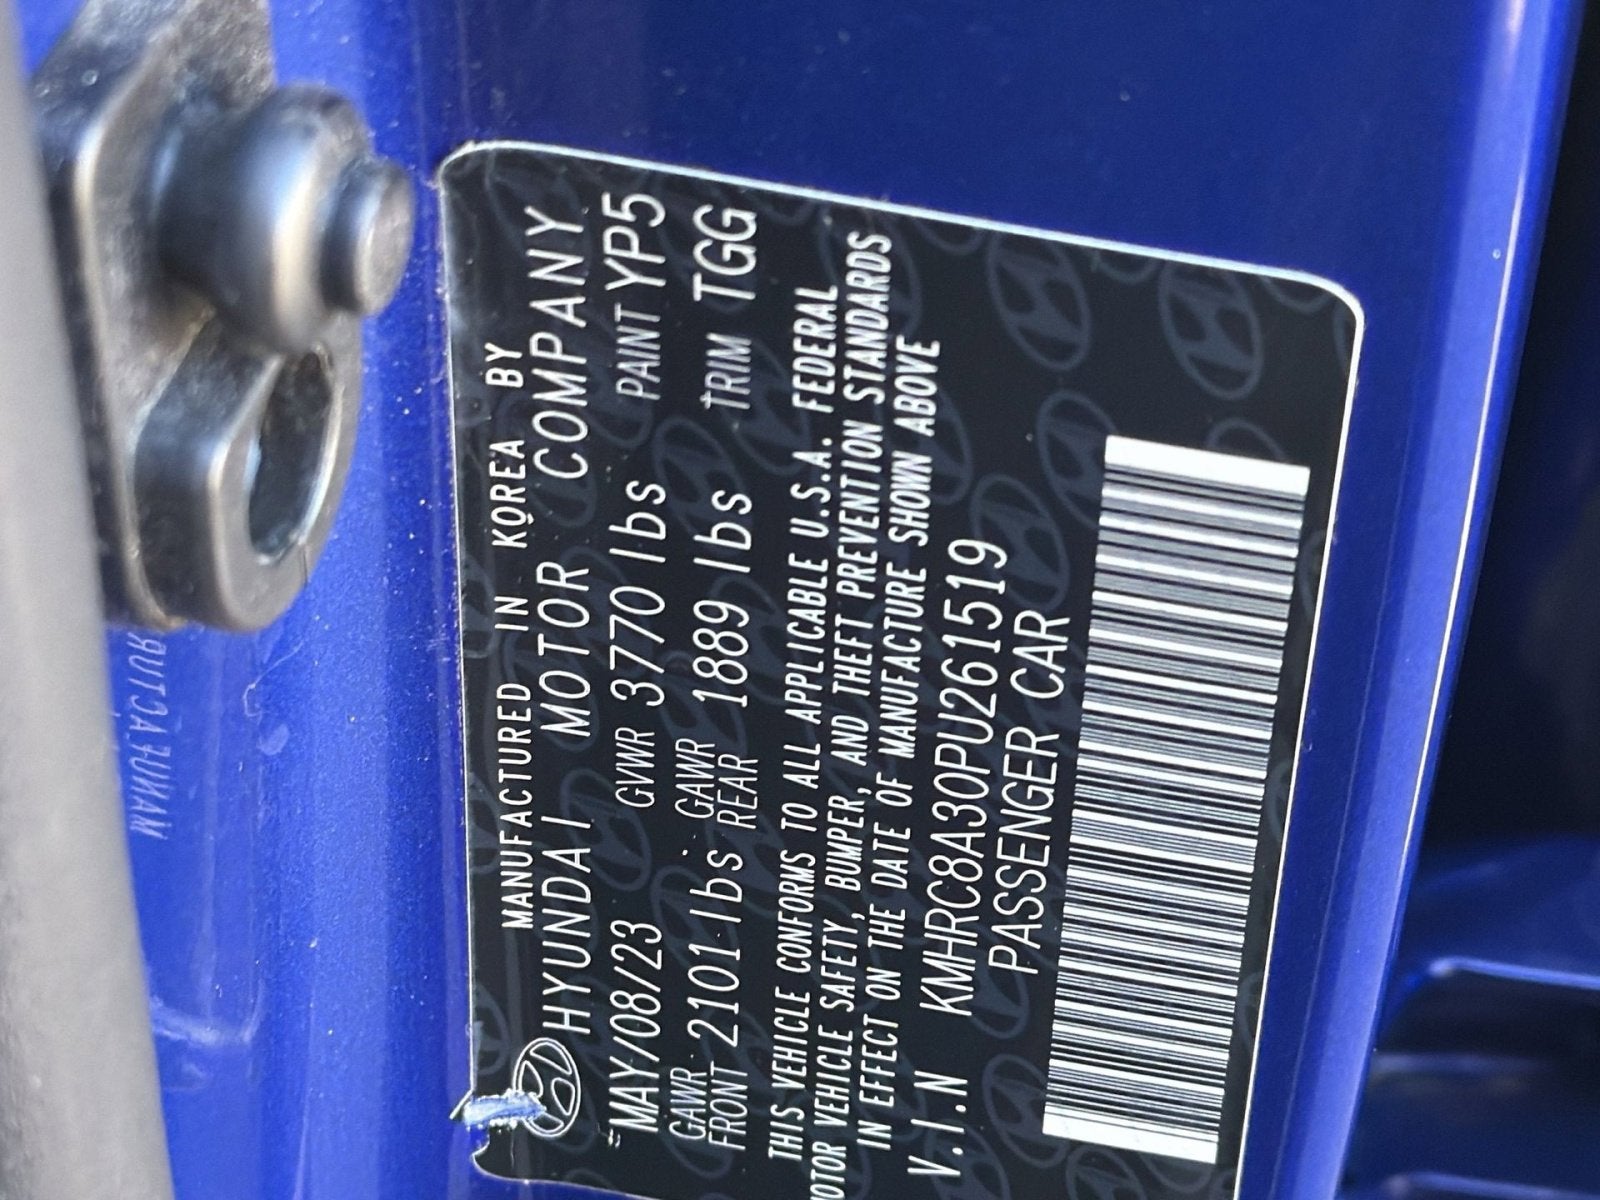 MANUFACTURED IN KOREA BY
HYUNDAI MOTOR COMPANY
MAY/08/23 GVWR 3770 lbs PAINT YP5
GAWR FRONT 2101 lbs GAWR REAR 1889 lbs TRIM TGG
THIS VEHICLE CONFORMS TO ALL APPLICABLE U.S.A. FEDERAL
OTOR VEHICLE SAFETY, BUMPER, AND THEFT PREVENTION STANDARDS
IN EFFECT ON THE DATE OF MANUFACTURE SHOWN ABOVE
V.I.N KMHRC8A30PU261519
PASSENGER CAR